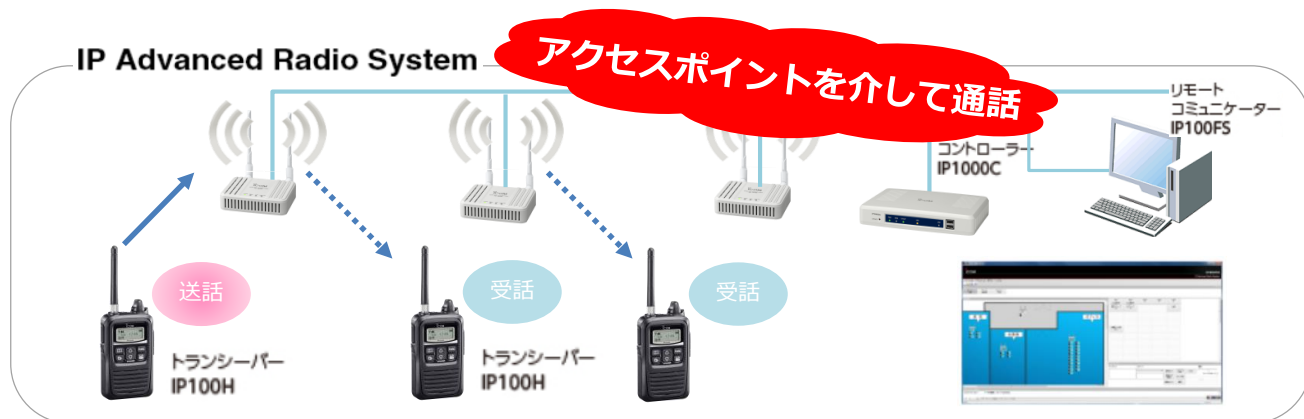 IP Advanced Radio System
アクセスポイントを介して通話
リモート
コミュニケーター
IP100FS
コントローラー
IP1000C
送話
受話
受話
トランシーバー
IP100H
トランシーバー
IP100H